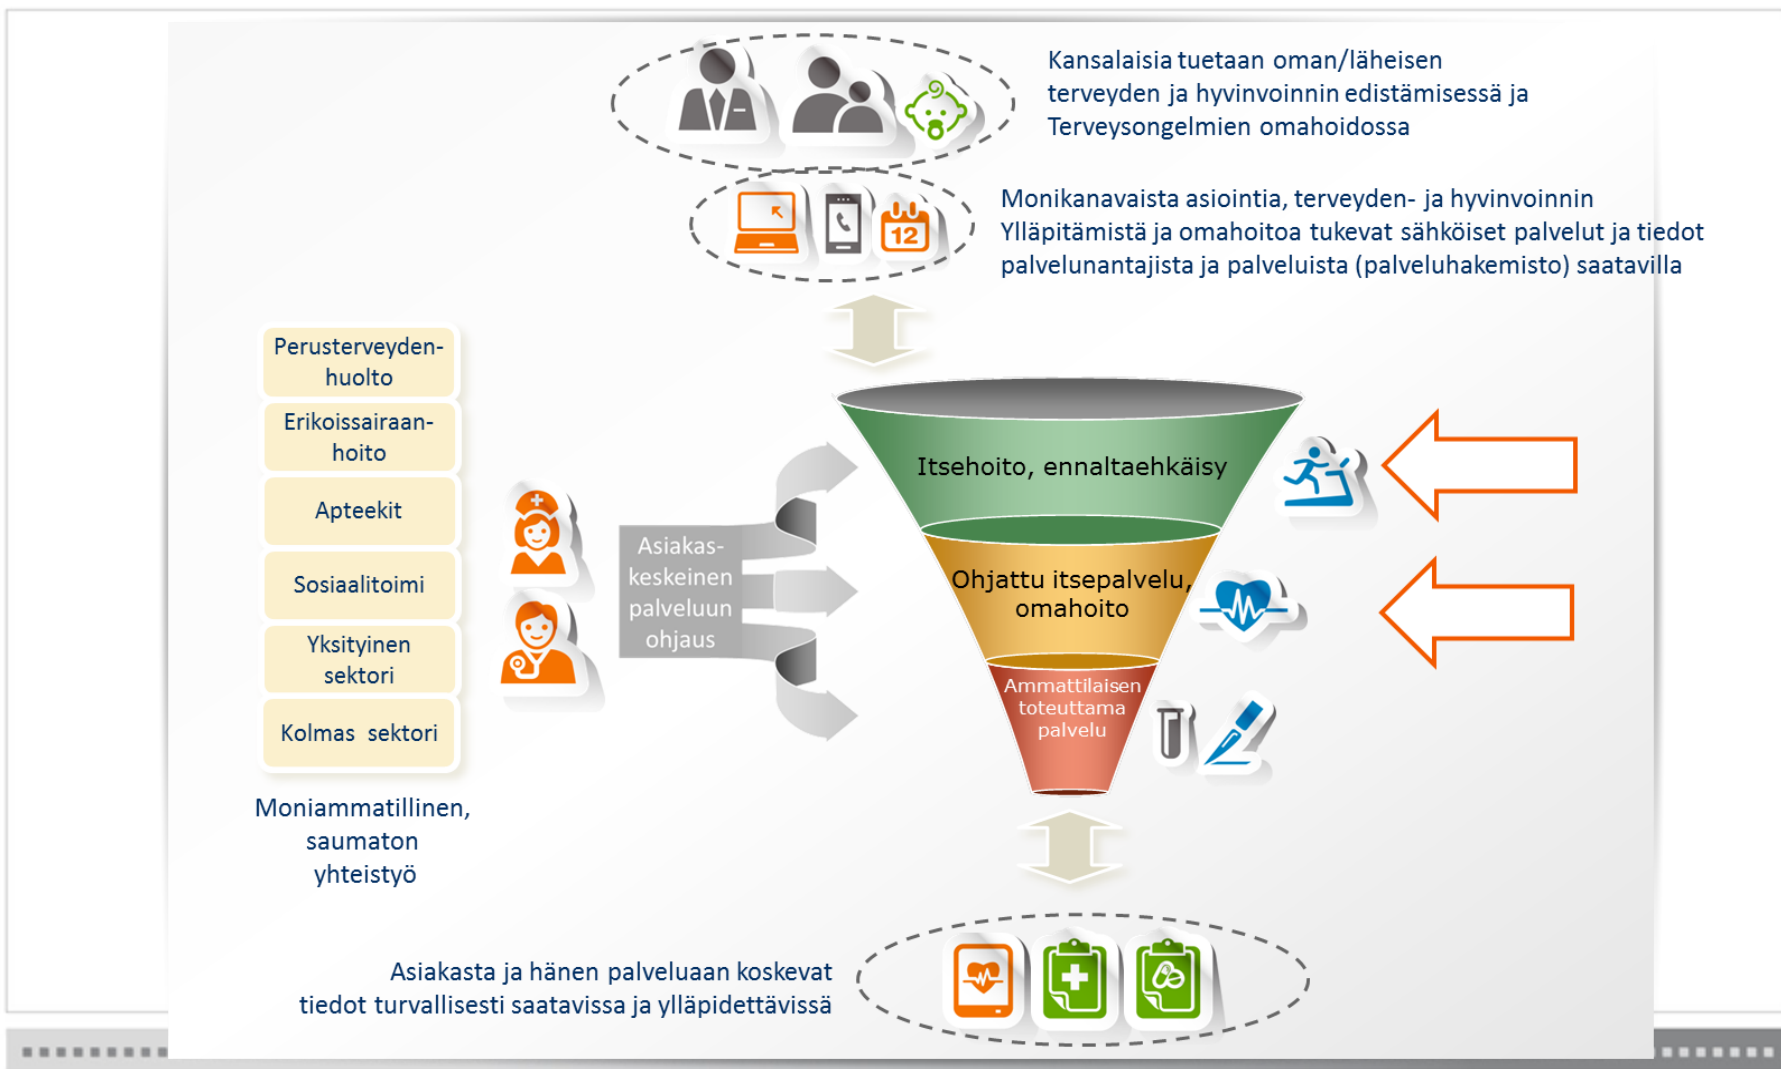 Kansalaisia tuetaan oman/läheisen
terveyden ja hyvinvoinnin edistämisessä ja
Terveysongelmien omahoidossa
Monikanavaista asiointia, terveyden- ja hyvinvoinnin
Ylläpitämistä ja omahoitoa tukevat sähköiset palvelut ja tiedot
palvelunantajista ja palveluista (palveluhakemisto) saatavilla
12
Perusterveyden-
huolto
Erikoissairaan-
hoito
Apteekit
Sosiaalitoimi
Yksityinen
sektori
Kolmas sektori
Moniammatillinen,
saumaton
yhteistyö
Asiakas-
keskeinen
palveluun
ohjaus
Itsehoito, ennaltaehkäisy
Ohjattu itsepalvelu,
omahoito
Ammattilaisen
toteuttama
palvelu
Asiakasta ja hänen palveluaan koskevat
tiedot turvallisesti saatavissa ja ylläpidettävissä